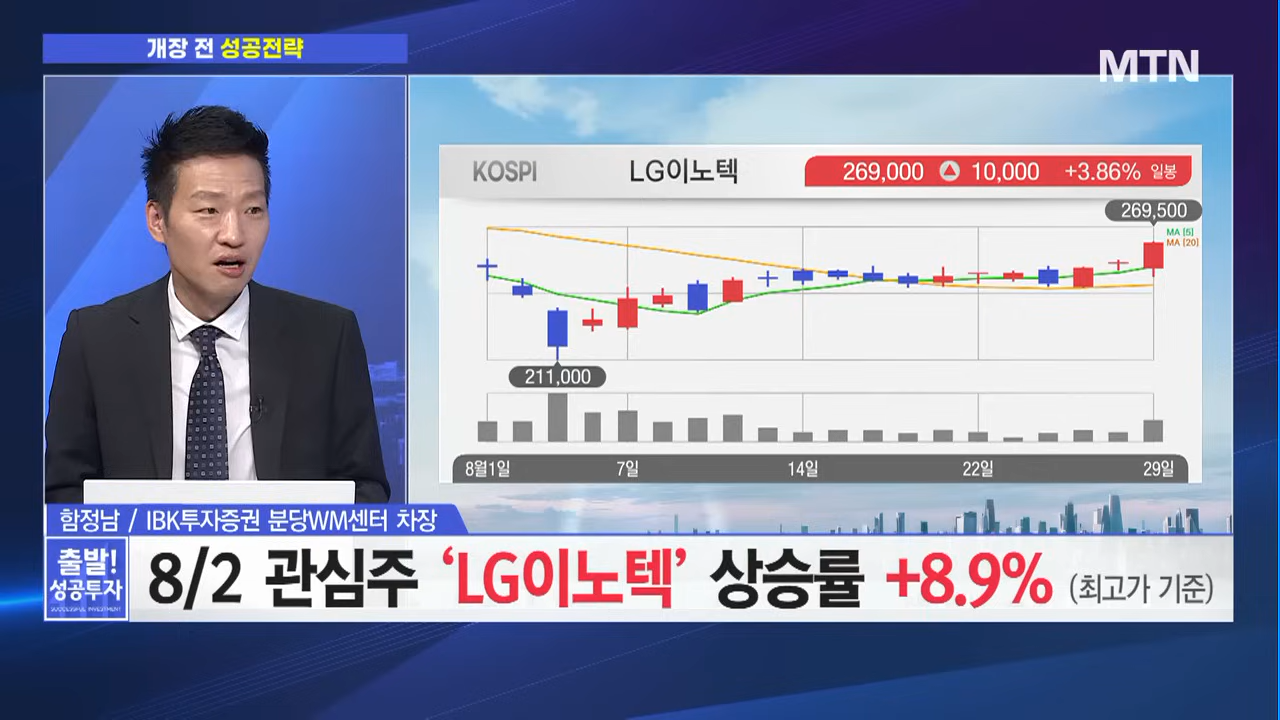 개장 전 성공전략
MTN
KOSPI LG이노텍 269,000 10,000 +3.86% 일봉
269,500
MA [5]
MA [20]
211,000
8월1일 7일 14일 22일 29일
함정남 / IBK투자증권 분당WM센터 차장
출발!
성공투자
SUCCESSFUL INVESTMENT
8/2 관심주 ‘LG이노텍’ 상승률 +8.9% (최고가 기준)